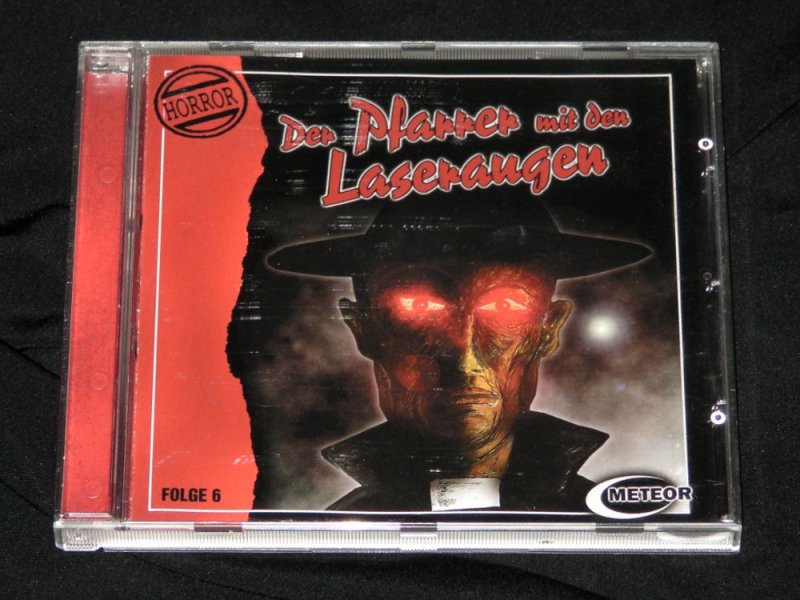 HORROR
Der Pfarrer mit den
Laseraugen
FOLGE 6
METEOR